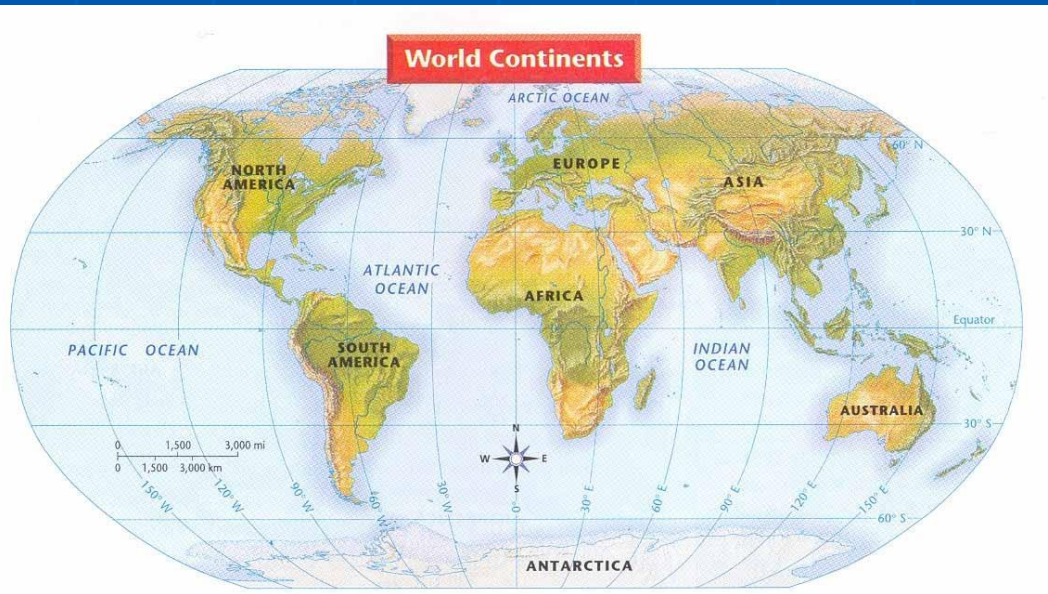 World Continents
ARCTIC OCEAN
60° N
NORTH
AMERICA
EUROPE
ASIA
30° N
ATLANTIC
OCEAN
AFRICA
Equator
PACIFIC OCEAN
SOUTH
AMERICA
INDIAN
OCEAN
AUSTRALIA
30° S
N
W E
S
0 1,500 3,000 mi
0 1,500 3,000 km
150° W
120° W
90° W
60° W
30° W
0
30° E
60° E
90° E
120° E
150° E
60° S
ANTARCTICA